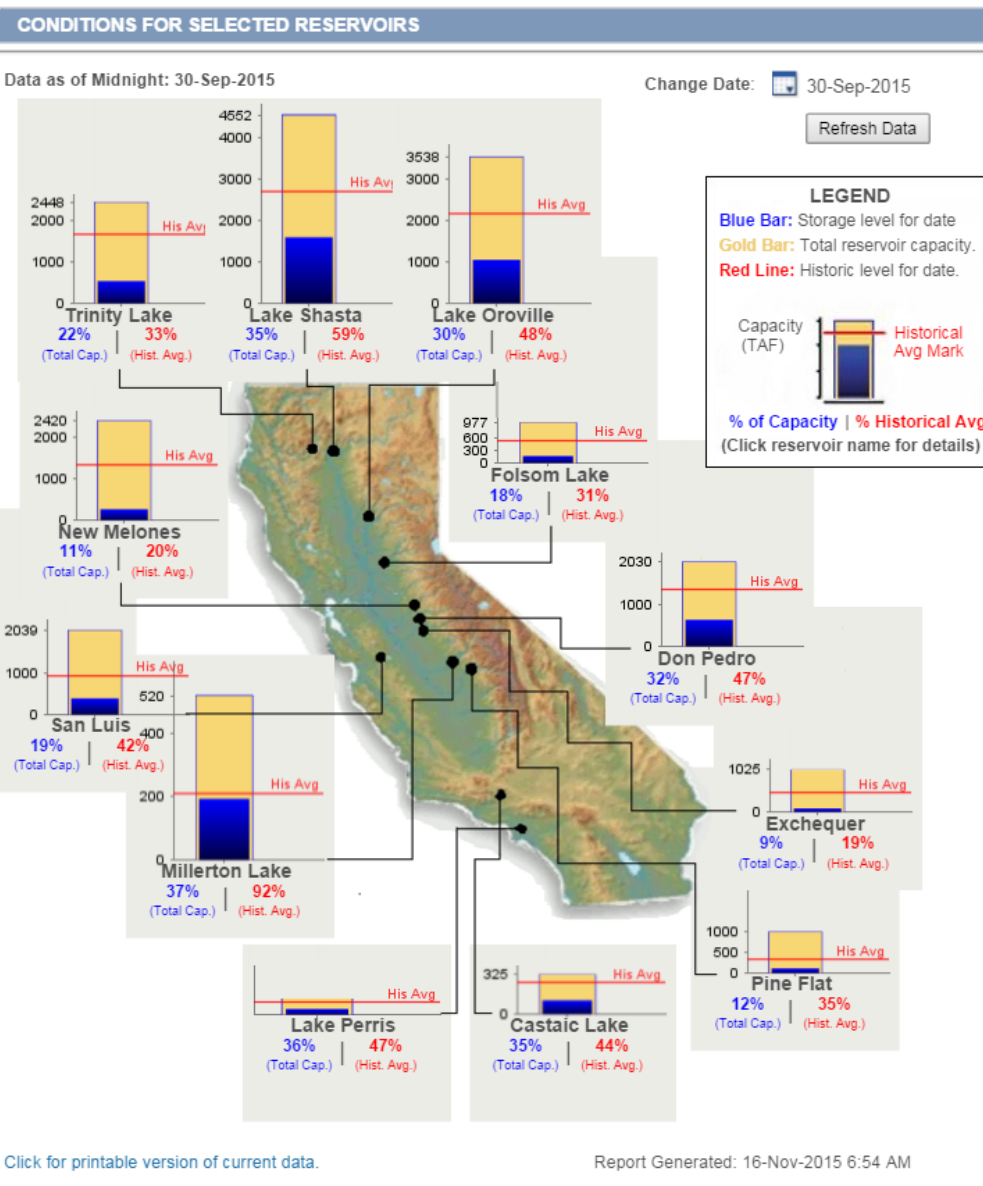 CONDITIONS FOR SELECTED RESERVOIRS
Data as of Midnight: 30-Sep-2015
Change Date: 30-Sep-2015
Refresh Data
LEGEND
Blue Bar: Storage level for date
Gold Bar: Total reservoir capacity.
Red Line: Historic level for date.
Capacity
(TAF)
Historical
Avg Mark
% of Capacity | % Historical Avg
(Click reservoir name for details)
2448
2000
1000
0
His Avg
Trinity Lake
22% | 33%
(Total Cap.) (Hist. Avg.)
4552
4000
3000
2000
1000
0
His Avg
Lake Shasta
35% | 59%
(Total Cap.) (Hist. Avg.)
3538
3000
2000
1000
0
His Avg
Lake Oroville
30% | 48%
(Total Cap.) (Hist. Avg.)
2420
2000
1000
0
His Avg
New Melones
11% | 20%
(Total Cap.) (Hist. Avg.)
977
600
300
0
His Avg
Folsom Lake
18% | 31%
(Total Cap.) (Hist. Avg.)
2030
1000
0
His Avg
Don Pedro
32% | 47%
(Total Cap.) (Hist. Avg.)
2039
1000
0
His Avg
San Luis
19% | 42%
(Total Cap.) (Hist. Avg.)
520
400
200
0
His Avg
Millerton Lake
37% | 92%
(Total Cap.) (Hist. Avg.)
1025
0
His Avg
Exchequer
9% | 19%
(Total Cap.) (Hist. Avg.)
1000
500
0
His Avg
Pine Flat
12% | 35%
(Total Cap.) (Hist. Avg.)
His Avg
Lake Perris
36% | 47%
(Total Cap.) (Hist. Avg.)
325
0
His Avg
Castaic Lake
35% | 44%
(Total Cap.) (Hist. Avg.)
Click for printable version of current data.
Report Generated: 16-Nov-2015 6:54 AM